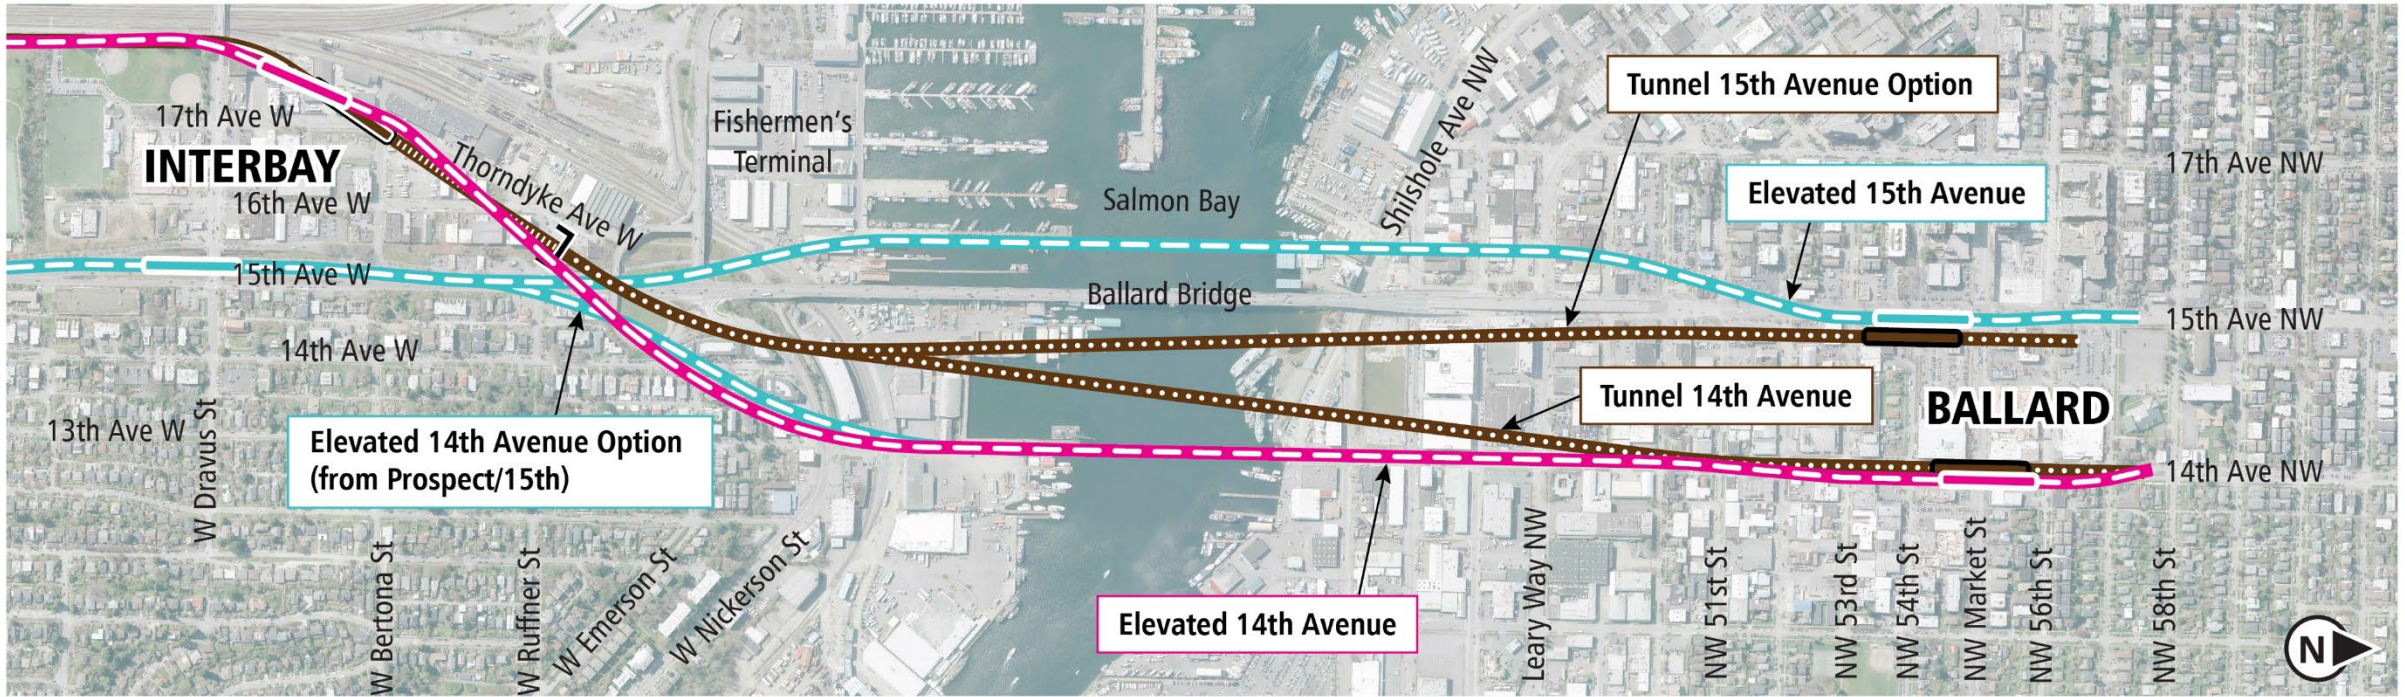 Tunnel 15th Avenue Option
17th Ave W
Fishermen's
Terminal
Shilshole Ave NW
INTERBAY
Thorndyke Ave W
17th Ave NW
16th Ave W
Salmon Bay
Elevated 15th Avenue
15th Ave W
Ballard Bridge
15th Ave NW
14th Ave W
Tunnel 14th Avenue
BALLARD
13th Ave W
W Dravus St
Elevated 14th Avenue Option
(from Prospect/15th)
14th Ave NW
Elevated 14th Avenue
W Bertona St
W Ruffner St
W Emerson St
W Nickerson St
Leary Way NW
NW 51st St
NW 53rd St
NW 54th St
NW Market St
NW 56th St
NW 58th St
N